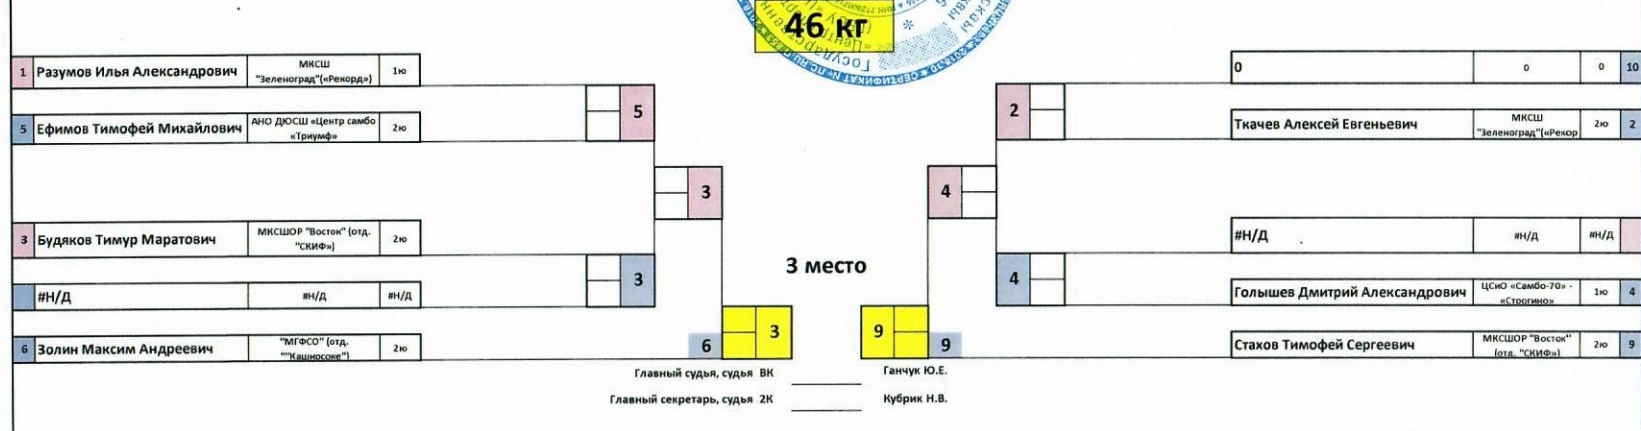 46 кг
1 Разумов Илья Александрович МКСШ "Зеленоград"(«Рекорд») 1ю
5 Ефимов Тимофей Михайлович АНО ДЮСШ «Центр самбо «Триумф» 2ю
3 Будяков Тимур Маратович МКСШОР "Восток" (отд. "СКИФ») 2ю
#Н/Д #Н/Д #Н/Д
6 Золин Максим Андреевич "МГФСО" (отд. ""Каширское") 2ю
5
3
3
6 3
3 место
0 0 0 10
Ткачев Алексей Евгеньевич МКСШ "Зеленоград"(«Рекор 2ю 2
#Н/Д #Н/Д #Н/Д
Голышев Дмитрий Александрович ЦСиО «Самбо-70» - «Строгино» 1ю 4
Стахов Тимофей Сергеевич МКСШОР "Восток" (отд. "СКИФ») 2ю 9
2
4
4
9 9
Главный судья, судья ВК Ганчук Ю.Е.
Главный секретарь, судья 2К Кубрик Н.В.